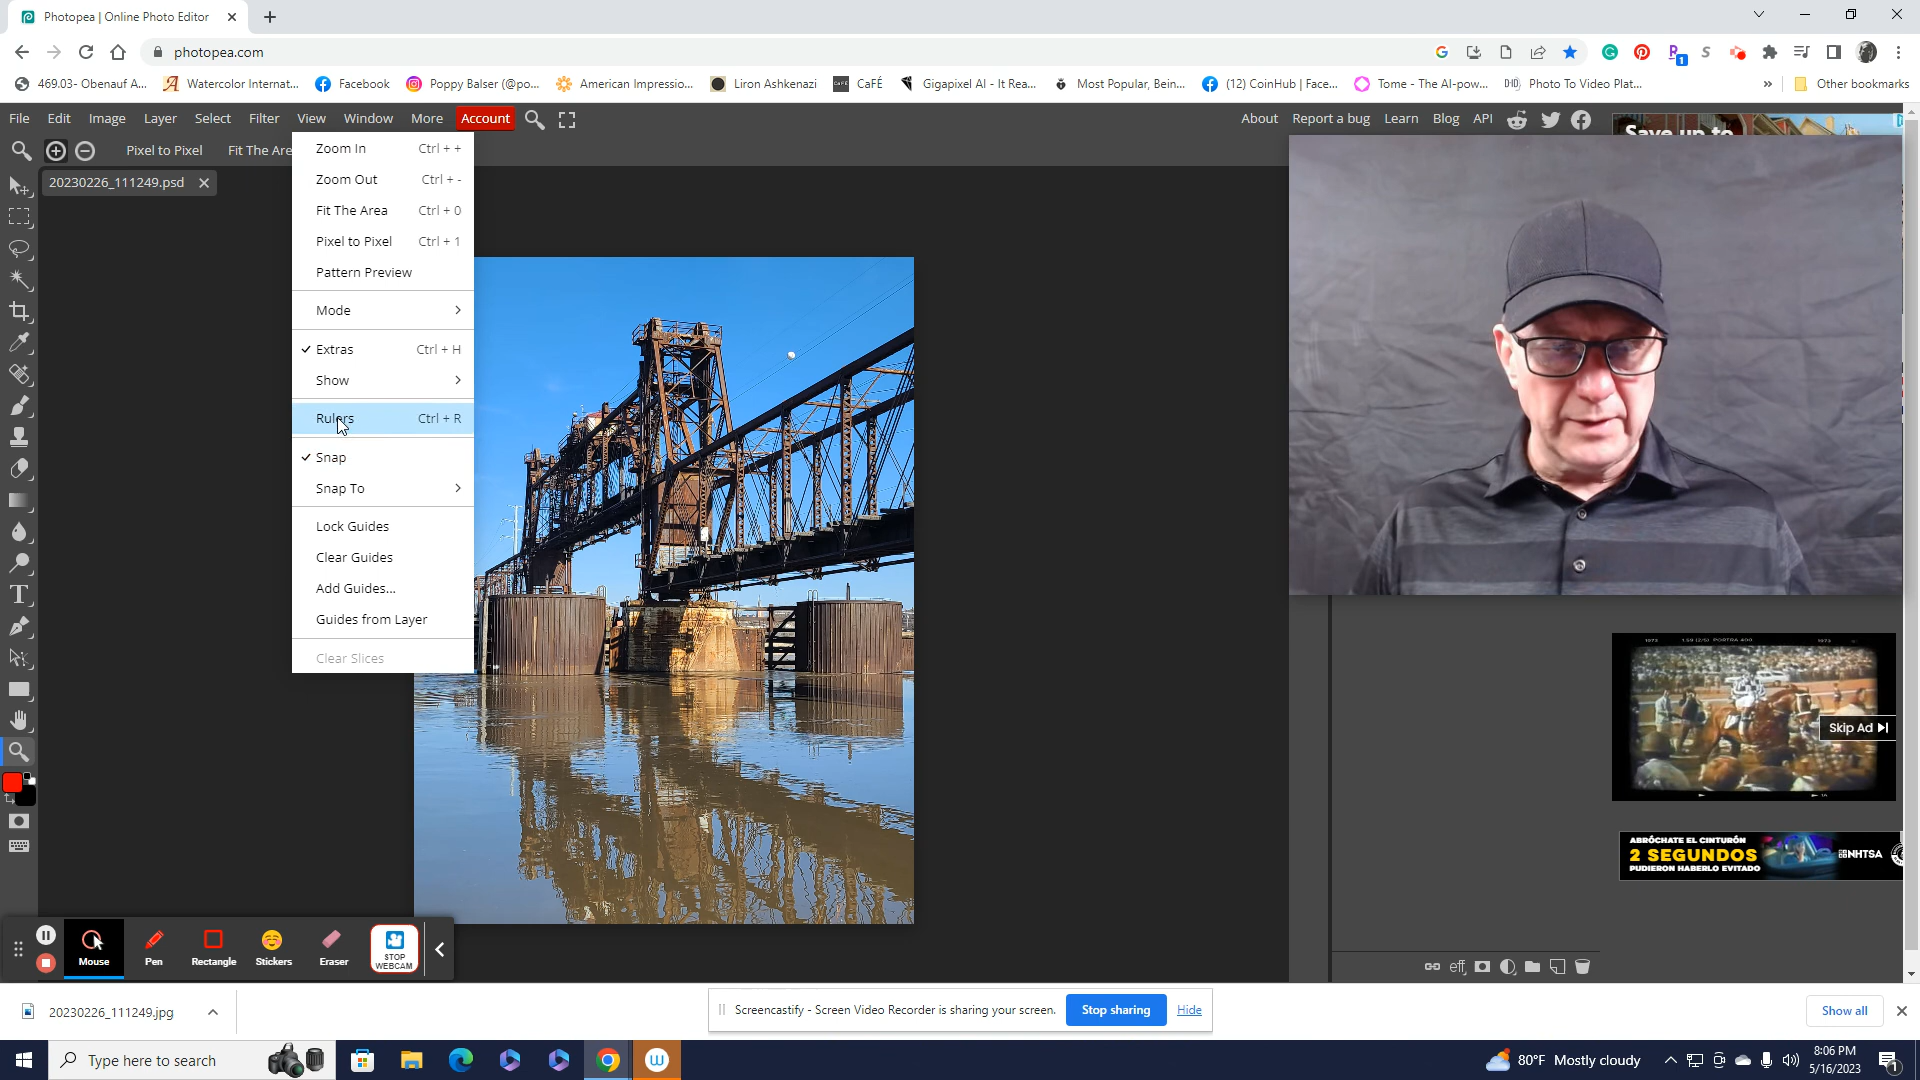 Photopea | Online Photo Editor
photopea.com
469.03- Obenauf A...
Watercolor Internat...
Facebook
Poppy Balser (@po...
American Impressio...
Liron Ashkenazi
CaFÉ
Gigapixel AI - It Rea...
Most Popular, Bein...
(12) CoinHub | Face...
Tome - The AI-pow...
Photo To Video Plat...
»
Other bookmarks
File Edit Image Layer Select Filter View Window More Account
About Report a bug Learn Blog API
Save up to
Pixel to Pixel Fit The Are
20230226_111249.psd
Zoom In Ctrl + +
Zoom Out Ctrl + -
Fit The Area Ctrl + 0
Pixel to Pixel Ctrl + 1
Pattern Preview
Mode
Extras Ctrl + H
Show
Rulers Ctrl + R
Snap
Snap To
Lock Guides
Clear Guides
Add Guides...
Guides from Layer
Clear Slices
Skip Ad
ABRÓCHATE EL CINTURÓN
2 SEGUNDOS
PUDIERON HABERLO EVITADO
NHTSA
eff
Mouse
Pen
Rectangle
Stickers
Eraser
STOP
WEBCAM
20230226_111249.jpg
Screencastify - Screen Video Recorder is sharing your screen.
Stop sharing
Hide
Show all
Type here to search
80°F Mostly cloudy
8:06 PM
5/16/2023
1